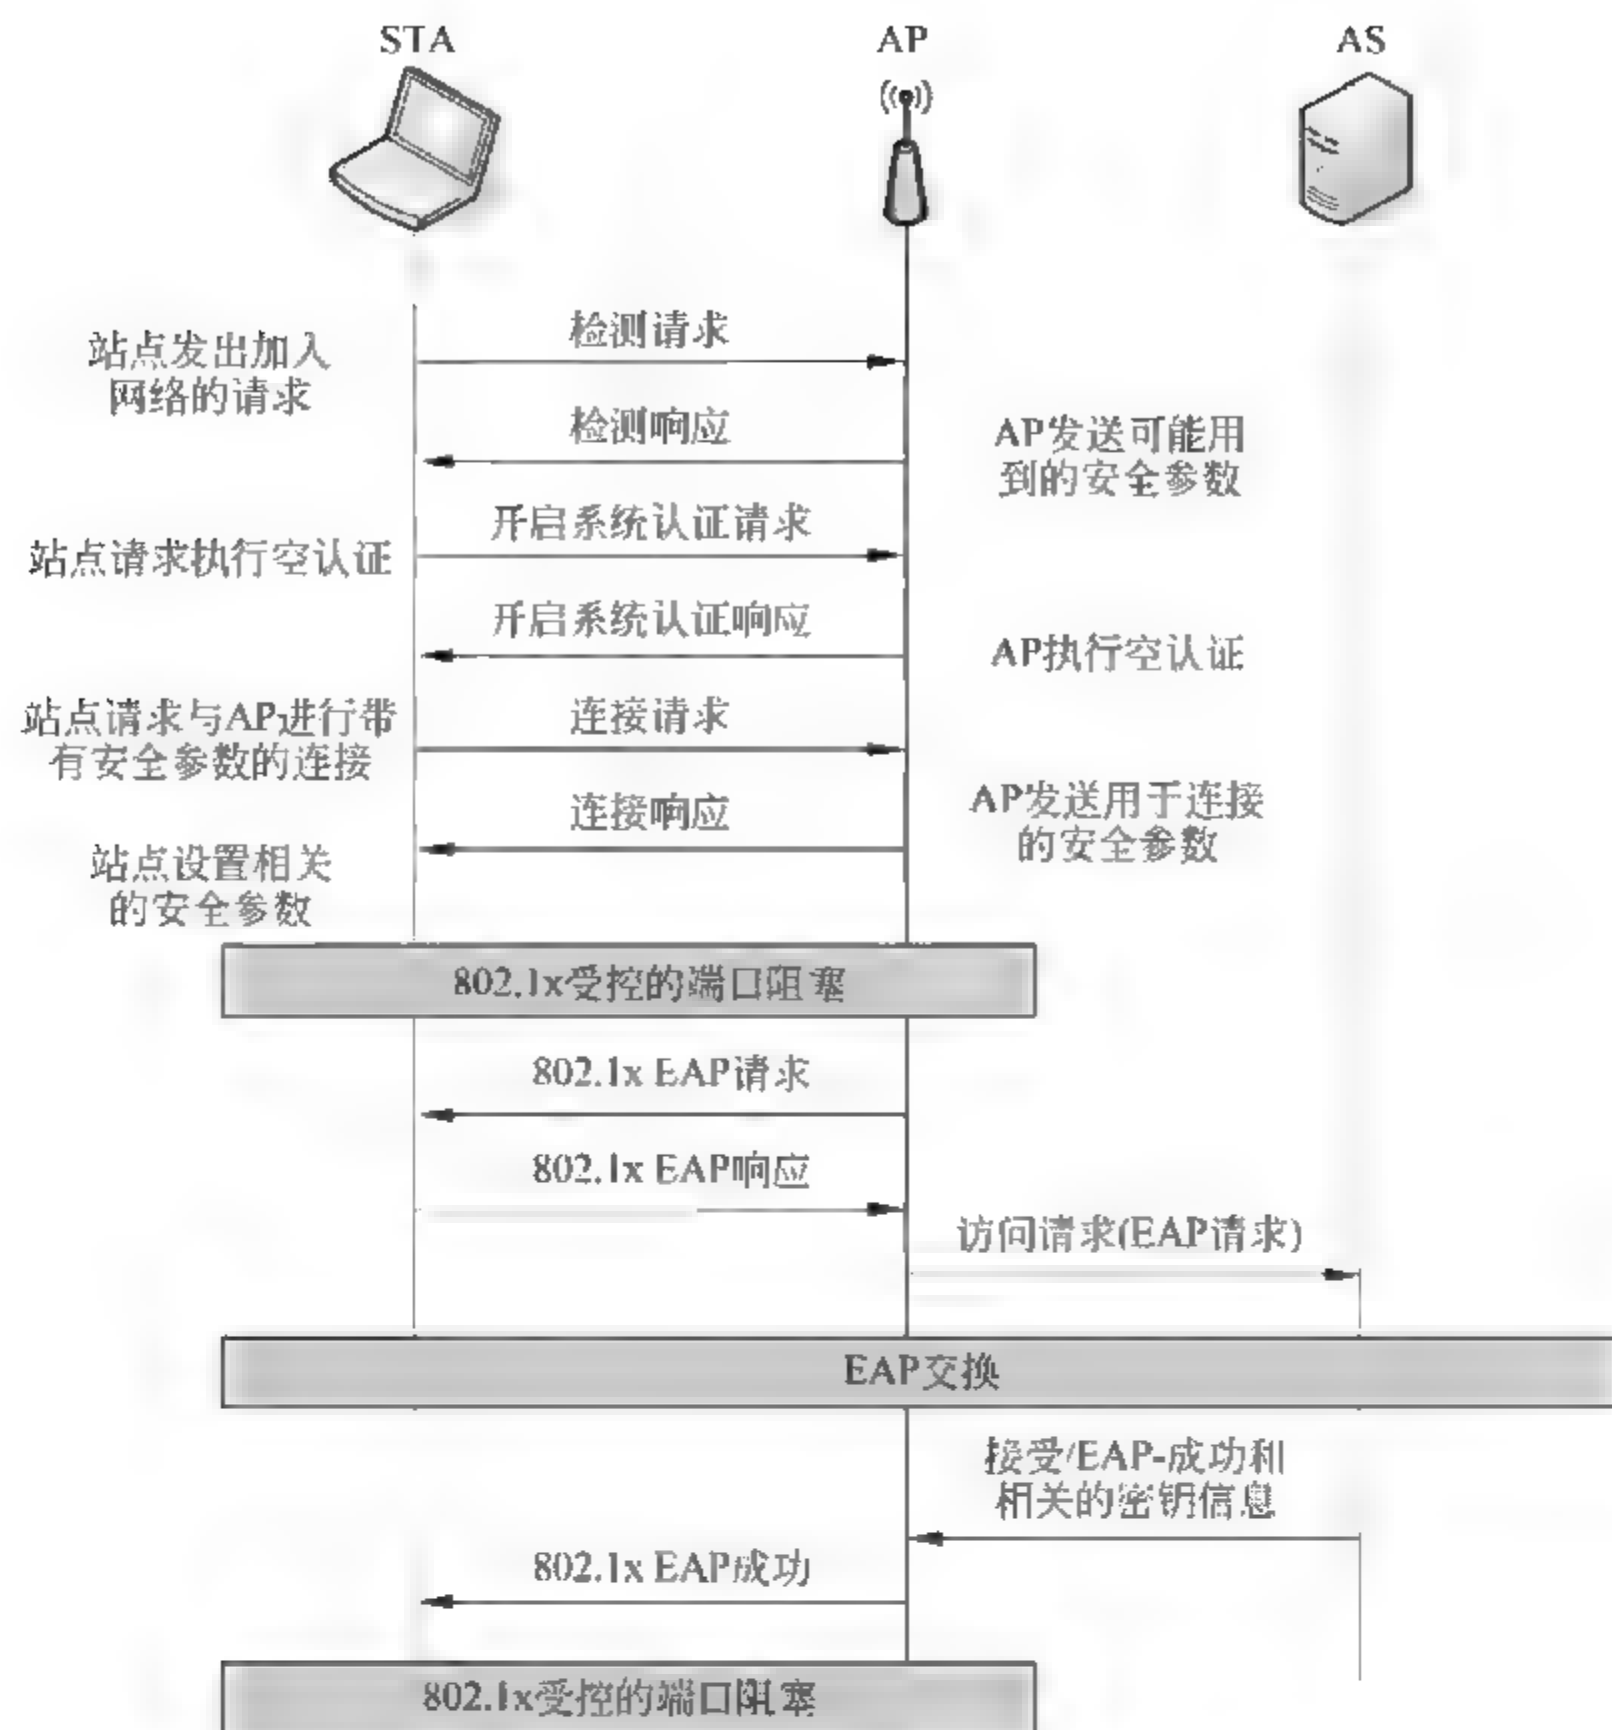 STA
AP
AS
检测请求
站点发出加入
网络的请求
检测响应
AP发送可能用
到的安全参数
开启系统认证请求
站点请求执行空认证
开启系统认证响应
AP执行空认证
站点请求与AP进行带
有安全参数的连接
连接请求
连接响应
AP发送用于连接
的安全参数
站点设置相关
的安全参数
802.1x受控的端口阻塞
802.1x EAP请求
802.1x EAP响应
访问请求(EAP请求)
EAP交换
接受/EAP-成功和
相关的密钥信息
802.1x EAP成功
802.1x受控的端口阻塞